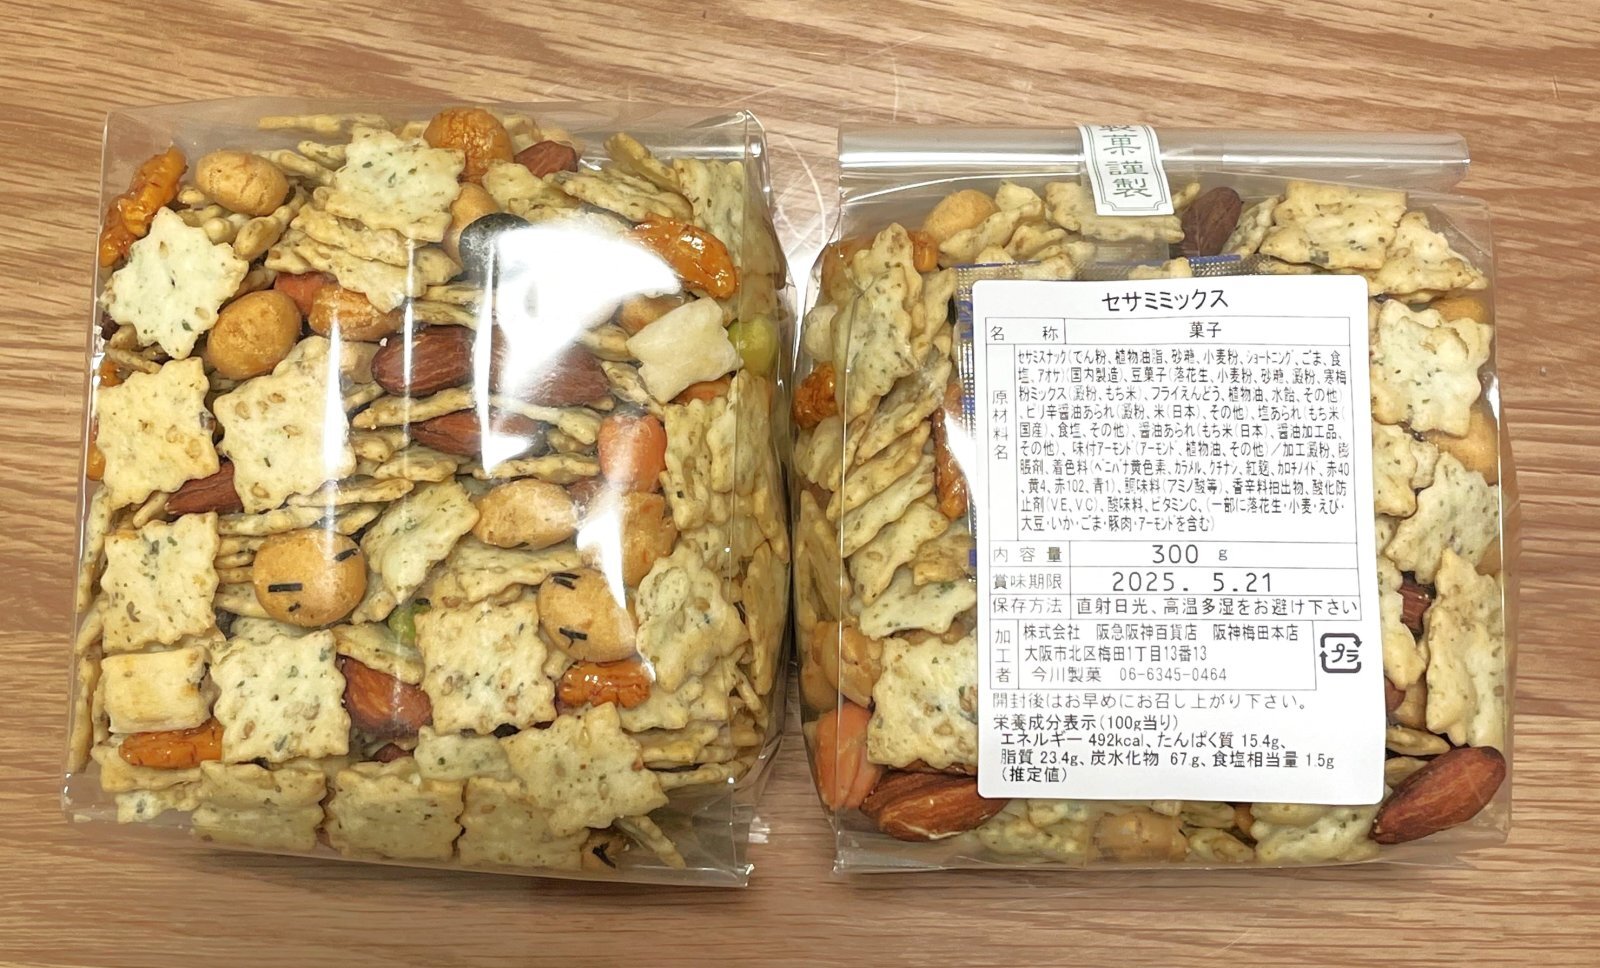 製菓 謹製
セサミミックス
名 称 菓子
原材料名
セサミスナック(でん粉、植物油脂、砂糖、小麦粉、ショートニング、ごま、食
塩、アオサ)(国内製造)、豆菓子(落花生、小麦粉、砂糖、澱粉、寒梅
粉ミックス(澱粉、もち米)、フライえんどう、植物油、水飴、その他)
、ピリ辛醤油あられ(澱粉、米(日本)、その他)、塩あられ(もち米(
国産)、食塩、その他)、醤油あられ(もち米(日本)、醤油加工品、
その他)、味付アーモンド(アーモンド、植物油、その他)/加工澱粉、膨
脹剤、着色料(ベニバナ黄色素、カラメル、クチナシ、紅麹、カロチノイド、赤40
、黄4、赤102、青1)、調味料(アミノ酸等)、香辛料抽出物、酸化防
止剤(VE、VC)、酸味料、ビタミンC、(一部に落花生・小麦・えび・
大豆・いか・ごま・豚肉・アーモンドを含む)
内 容 量 300 g
賞味期限 2025. 5.21
保存方法 直射日光、高温多湿をお避け下さい
加工者
株式会社 阪急阪神百貨店 阪神梅田本店
大阪市北区梅田1丁目13番13
今川製菓 06-6345-0464
プラ
開封後はお早めにお召し上がり下さい。
栄養成分表示(100g当り)
エネルギー 492kcal、たんぱく質 15.4g、
脂質 23.4g、炭水化物 67g、食塩相当量 1.5g
(推定値)